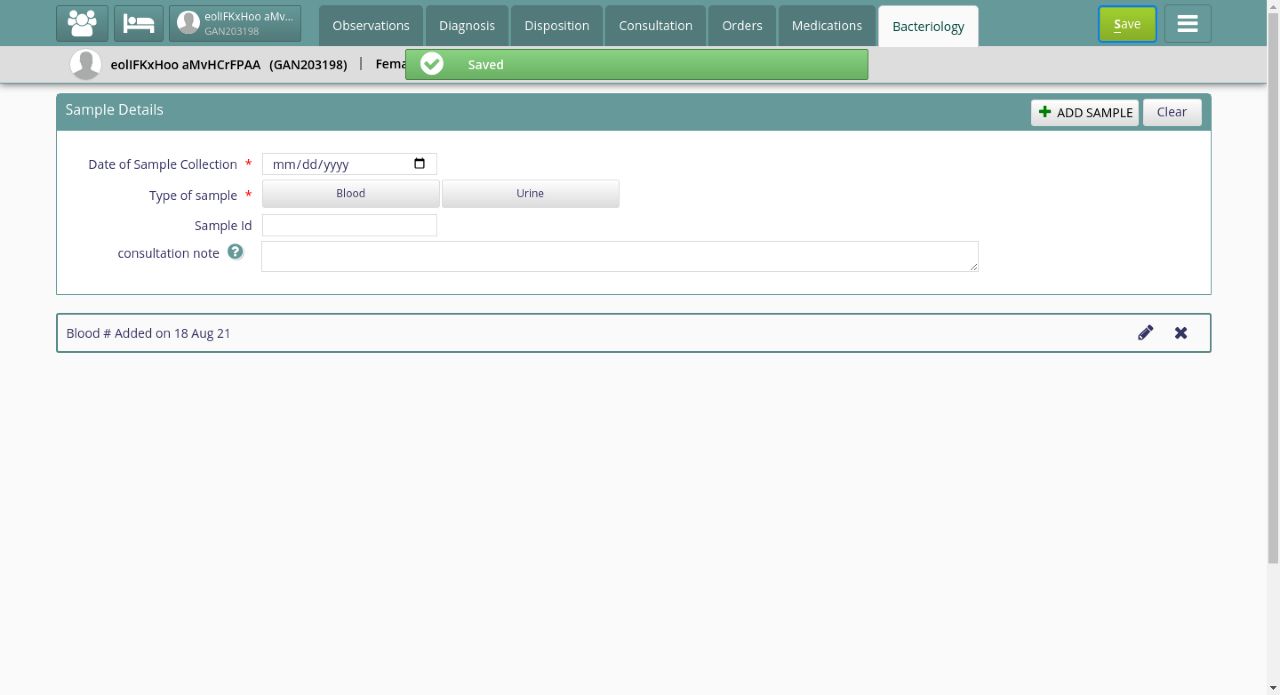 eoIIFKxHoo aMv...
GAN203198
Observations
Diagnosis
Disposition
Consultation
Orders
Medications
Bacteriology
Save
eoIIFKxHoo aMvHCrFPAA (GAN203198) | Fema
Saved
Sample Details
ADD SAMPLE
Clear
Date of Sample Collection *
mm/dd/yyyy
Type of sample *
Blood
Urine
Sample Id
consultation note ?
Blood # Added on 18 Aug 21